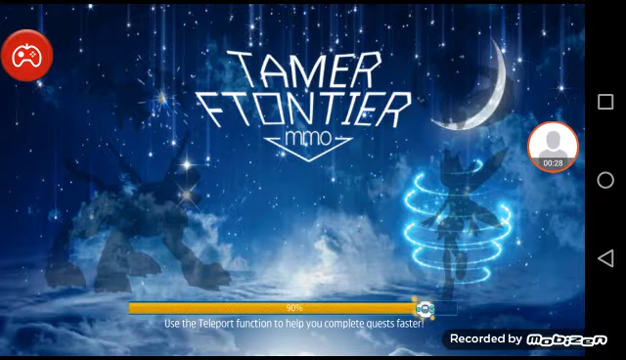 TAMER
FTONTIER
mmo
00:28
90%
Use the Teleport function to help you complete quests faster!
Recorded by mobizen